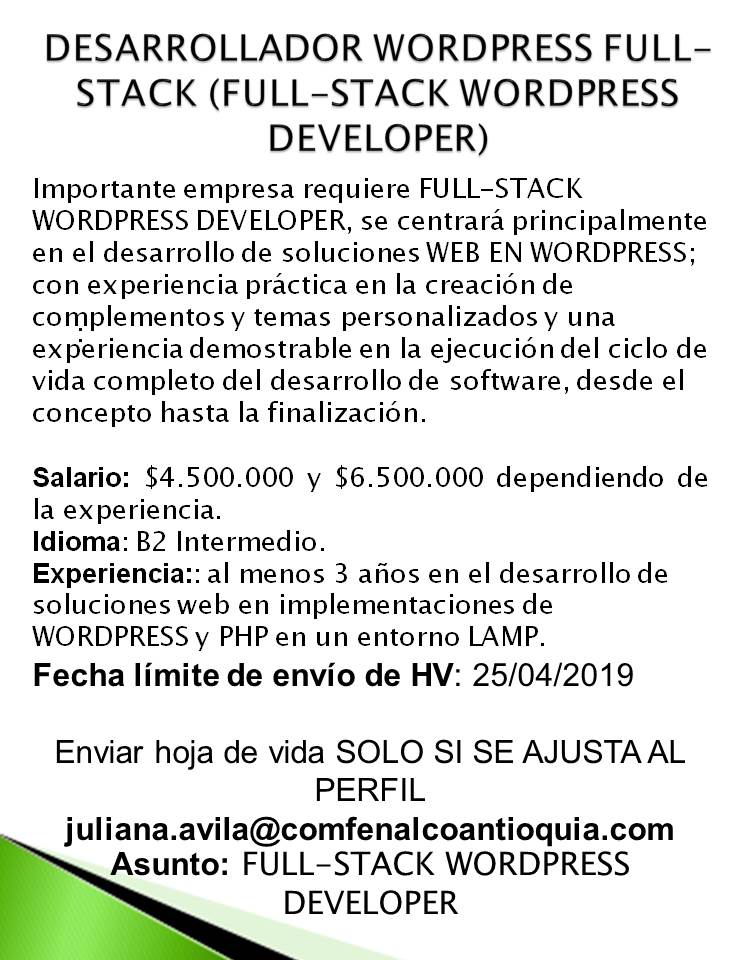 DESARROLLADOR WORDPRESS FULL-
STACK (FULL-STACK WORDPRESS
DEVELOPER)
Importante empresa requiere FULL-STACK
WORDPRESS DEVELOPER, se centrará principalmente
en el desarrollo de soluciones WEB EN WORDPRESS;
con experiencia práctica en la creación de
complementos y temas personalizados y una
experiencia demostrable en la ejecución del ciclo de
vida completo del desarrollo de software, desde el
concepto hasta la finalización.
Salario: $4.500.000 y $6.500.000 dependiendo de
la experiencia.
Idioma: B2 Intermedio.
Experiencia:: al menos 3 años en el desarrollo de
soluciones web en implementaciones de
WORDPRESS y PHP en un entorno LAMP.
Fecha límite de envío de HV: 25/04/2019
Enviar hoja de vida SOLO SI SE AJUSTA AL
PERFIL
juliana.avila@comfenalcoantioquia.com
Asunto: FULL-STACK WORDPRESS
DEVELOPER